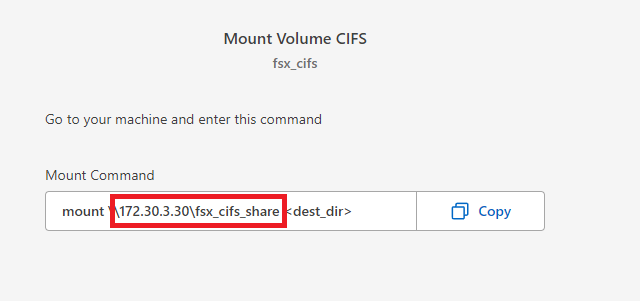 Mount Volume CIFS
fsx_cifs
Go to your machine and enter this command
Mount Command
mount \\172.30.3.30\fsx_cifs_share <dest_dir>
Copy